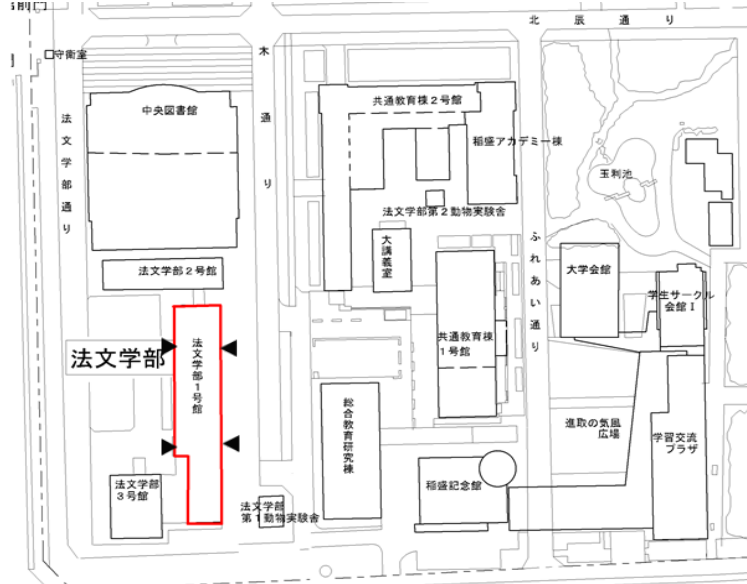 北辰通り
守衛室
木通り
中央図書館
共通教育棟２号館
法文学部通り
稲盛アカデミー棟
玉利池
法文学部第２動物実験舎
大講義室
ふれあい通り
法文学部２号館
大学会館
学生サークル
会館Ⅰ
法文学部１号館
共通教育棟
１号館
法文学部
総合教育研究棟
進取の気風
広場
学習交流
プラザ
法文学部
３号館
稲盛記念館
法文学部
第１動物実験舎